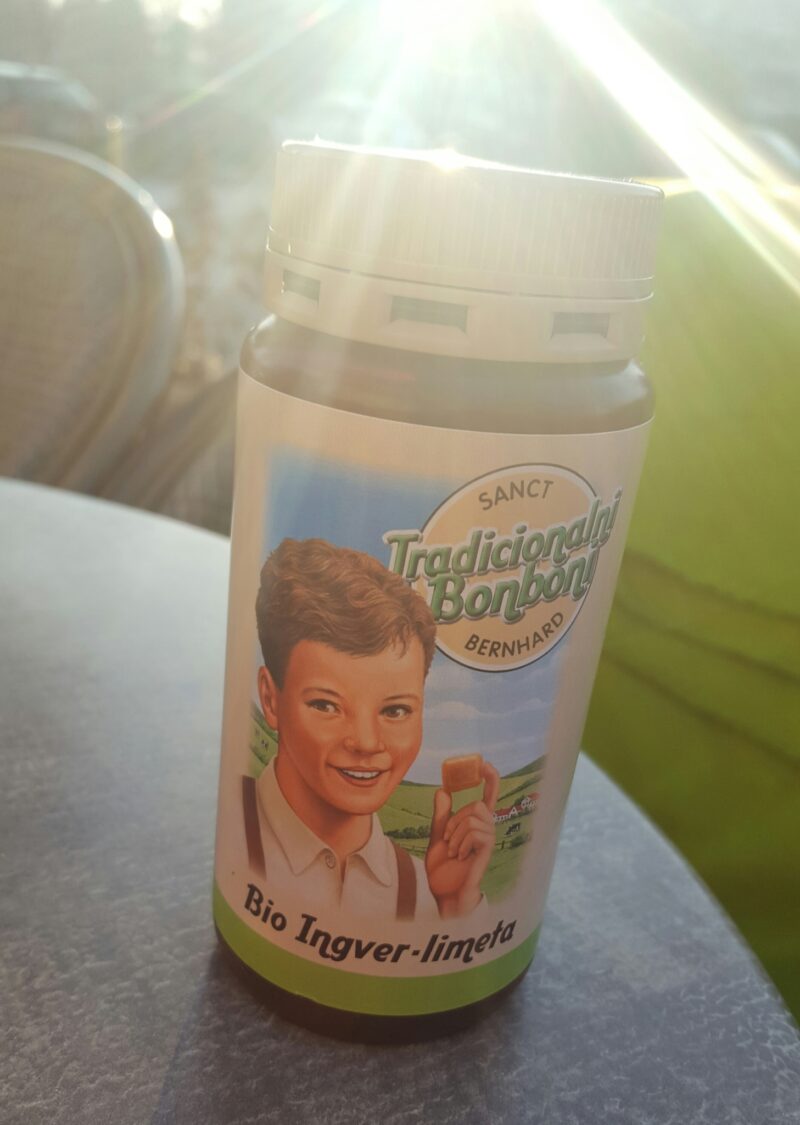 SANCT
Tradicionalni
Bonboni
BERNHARD
Bio Ingver-limeta